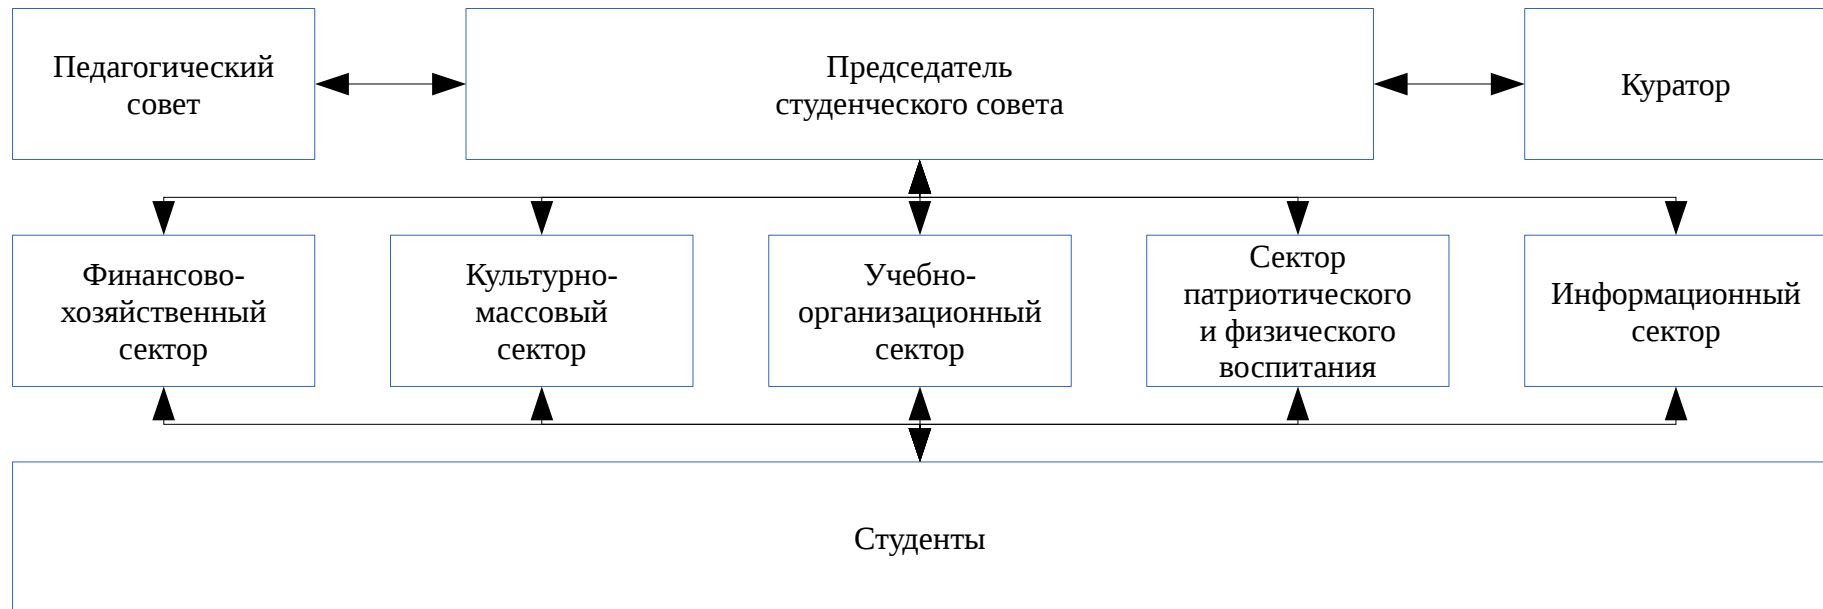 Педагогический
совет
Председатель
студенческого совета
Куратор
Финансово-
хозяйственный
сектор
Культурно-
массовый
сектор
Учебно-
организационный
сектор
Сектор
патриотического
и физического
воспитания
Информационный
сектор
Студенты